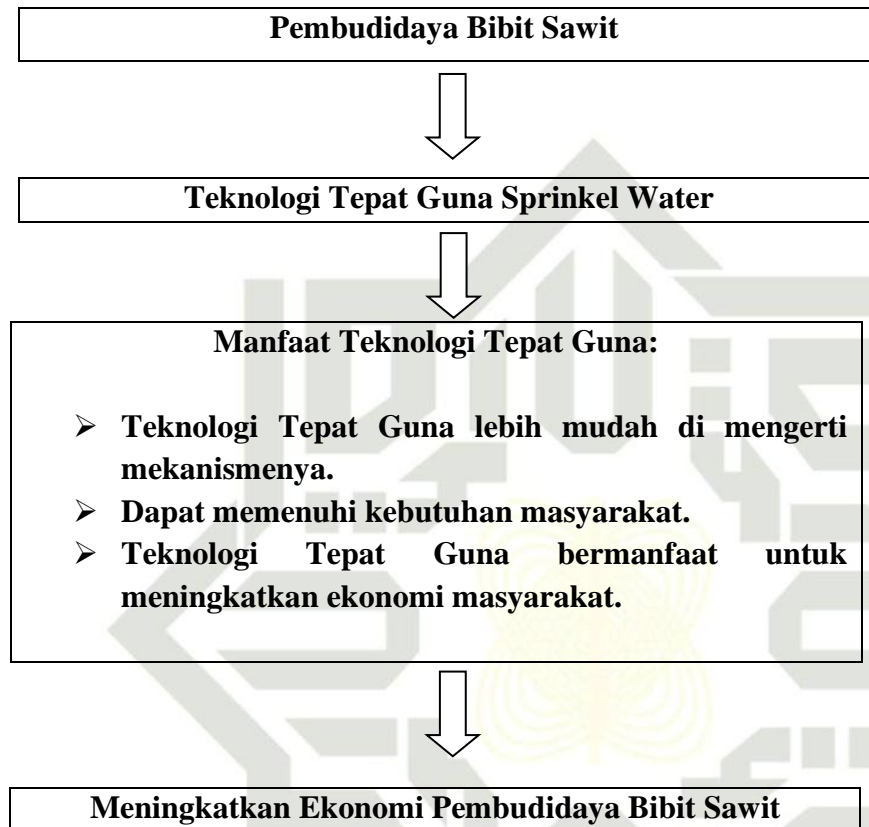 Pembudidaya Bibit Sawit
Teknologi Tepat Guna Sprinkel Water
Manfaat Teknologi Tepat Guna:
➢ Teknologi Tepat Guna lebih mudah di mengerti
mekanismenya.
➢ Dapat memenuhi kebutuhan masyarakat.
➢ Teknologi Tepat Guna bermanfaat untuk
meningkatkan ekonomi masyarakat.
Meningkatkan Ekonomi Pembudidaya Bibit Sawit